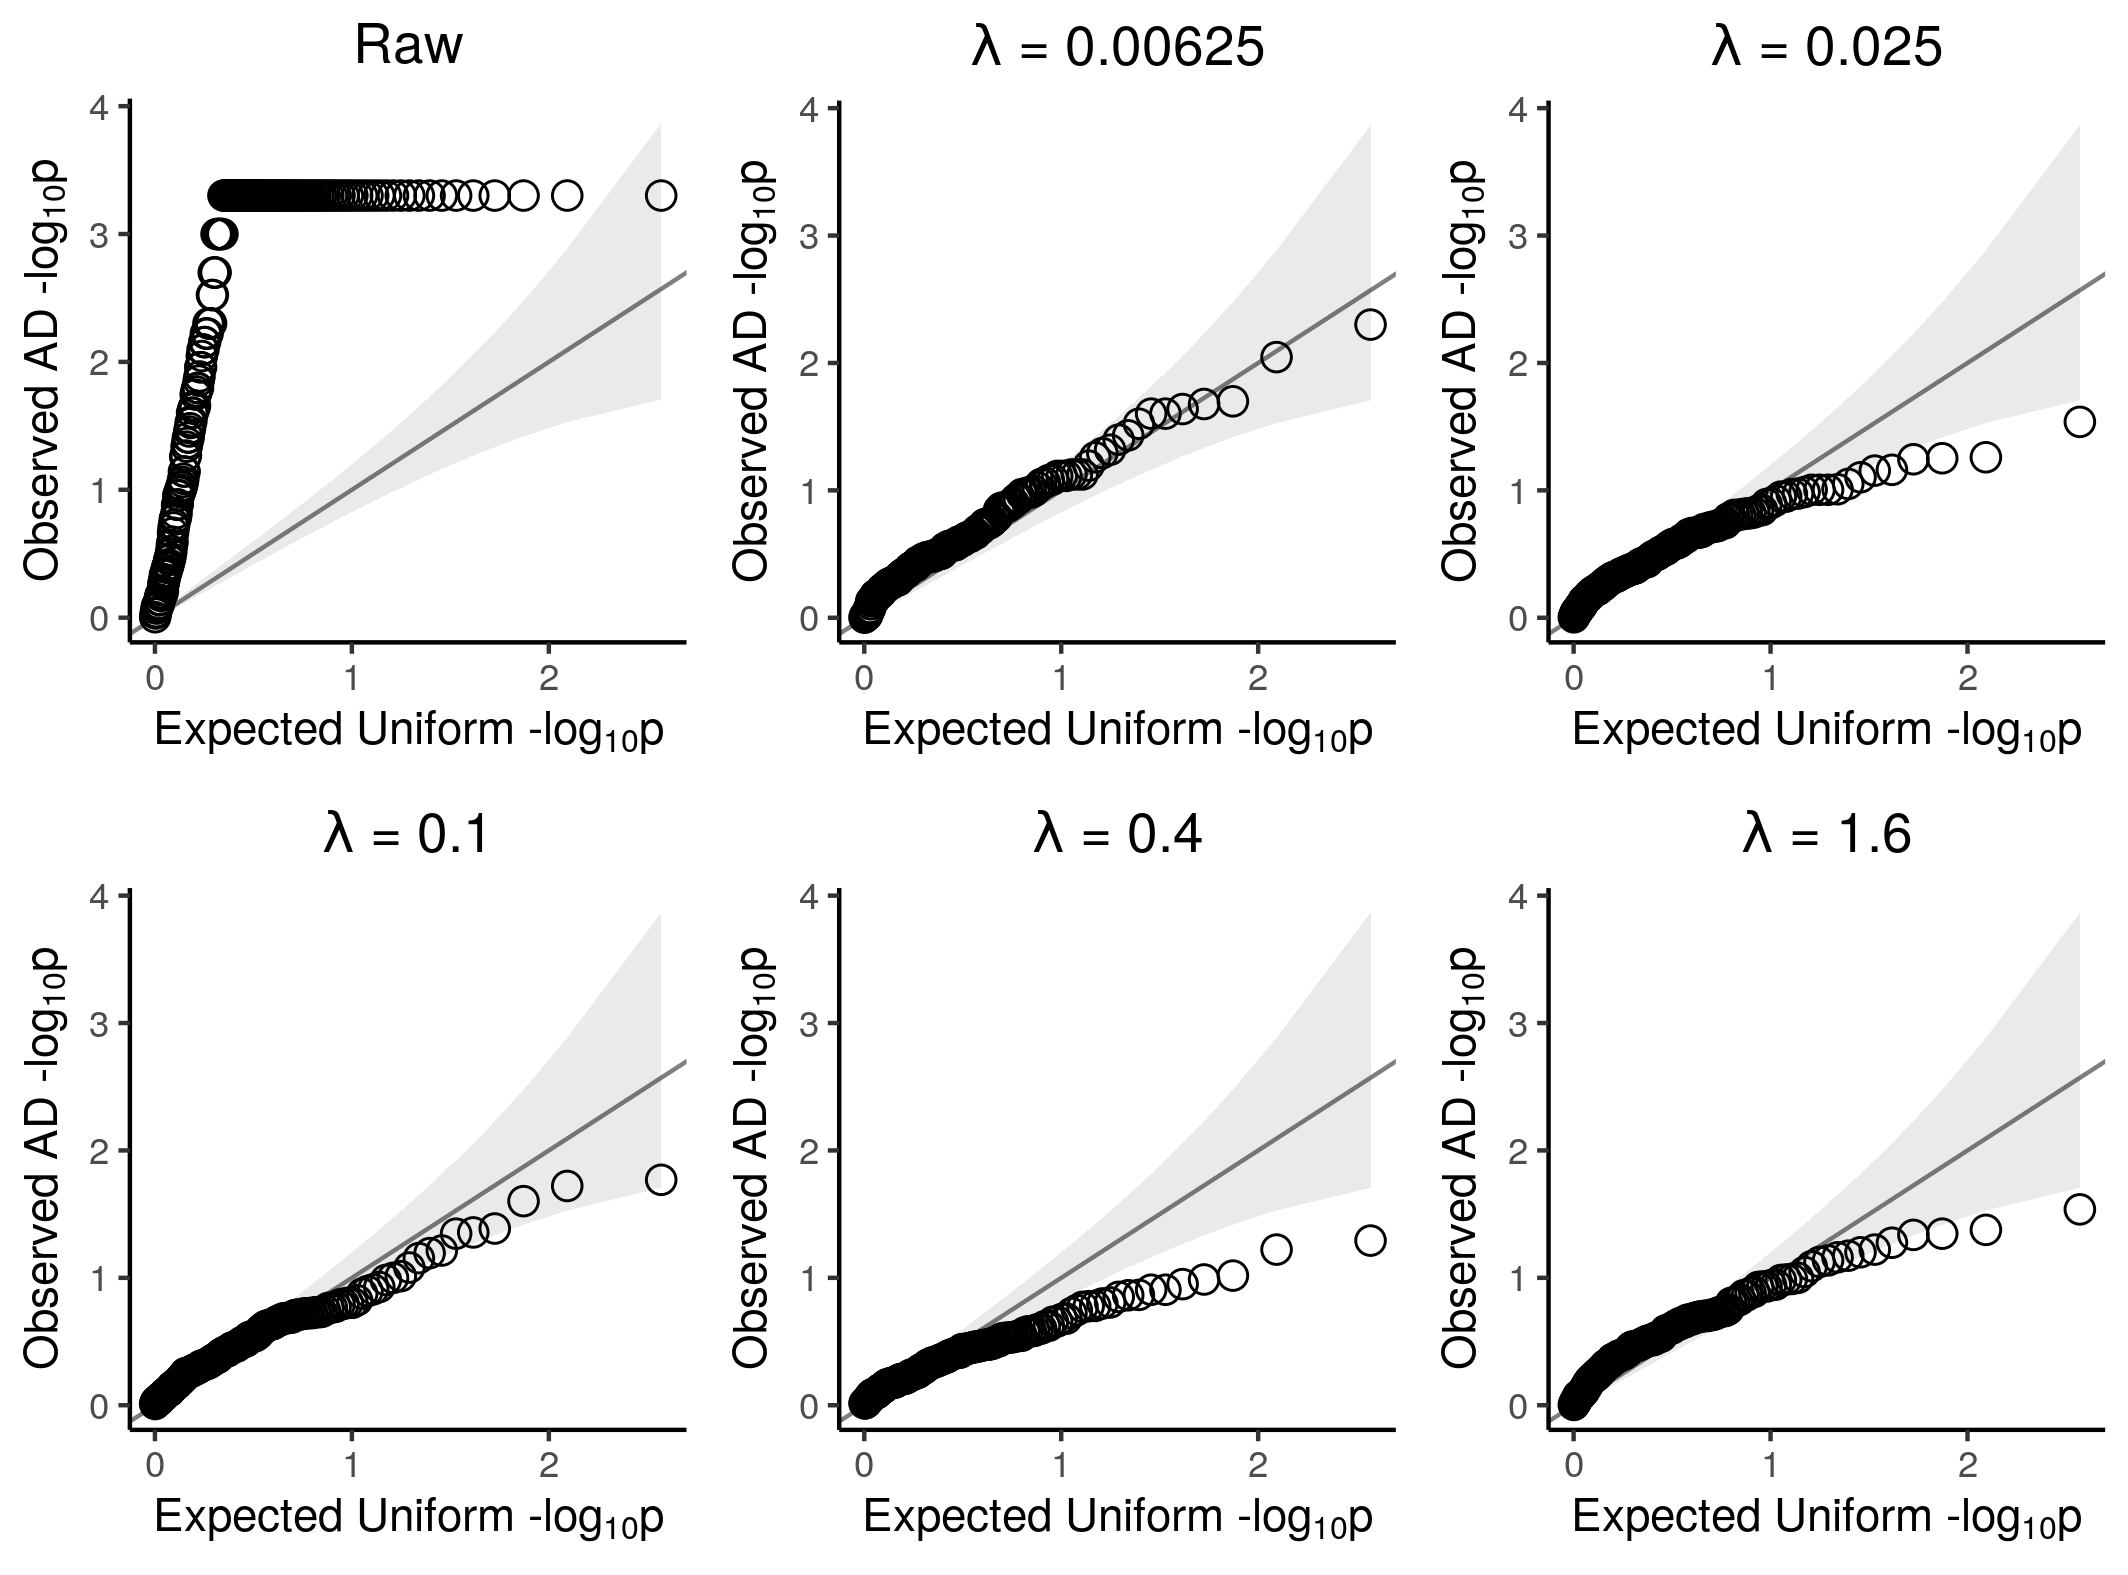 Raw
4
3
2
1
0
Observed AD -log10p
0 1 2
Expected Uniform -log10p
λ = 0.00625
4
3
2
1
0
Observed AD -log10p
0 1 2
Expected Uniform -log10p
λ = 0.025
4
3
2
1
0
Observed AD -log10p
0 1 2
Expected Uniform -log10p
λ = 0.1
4
3
2
1
0
Observed AD -log10p
0 1 2
Expected Uniform -log10p
λ = 0.4
4
3
2
1
0
Observed AD -log10p
0 1 2
Expected Uniform -log10p
λ = 1.6
4
3
2
1
0
Observed AD -log10p
0 1 2
Expected Uniform -log10p